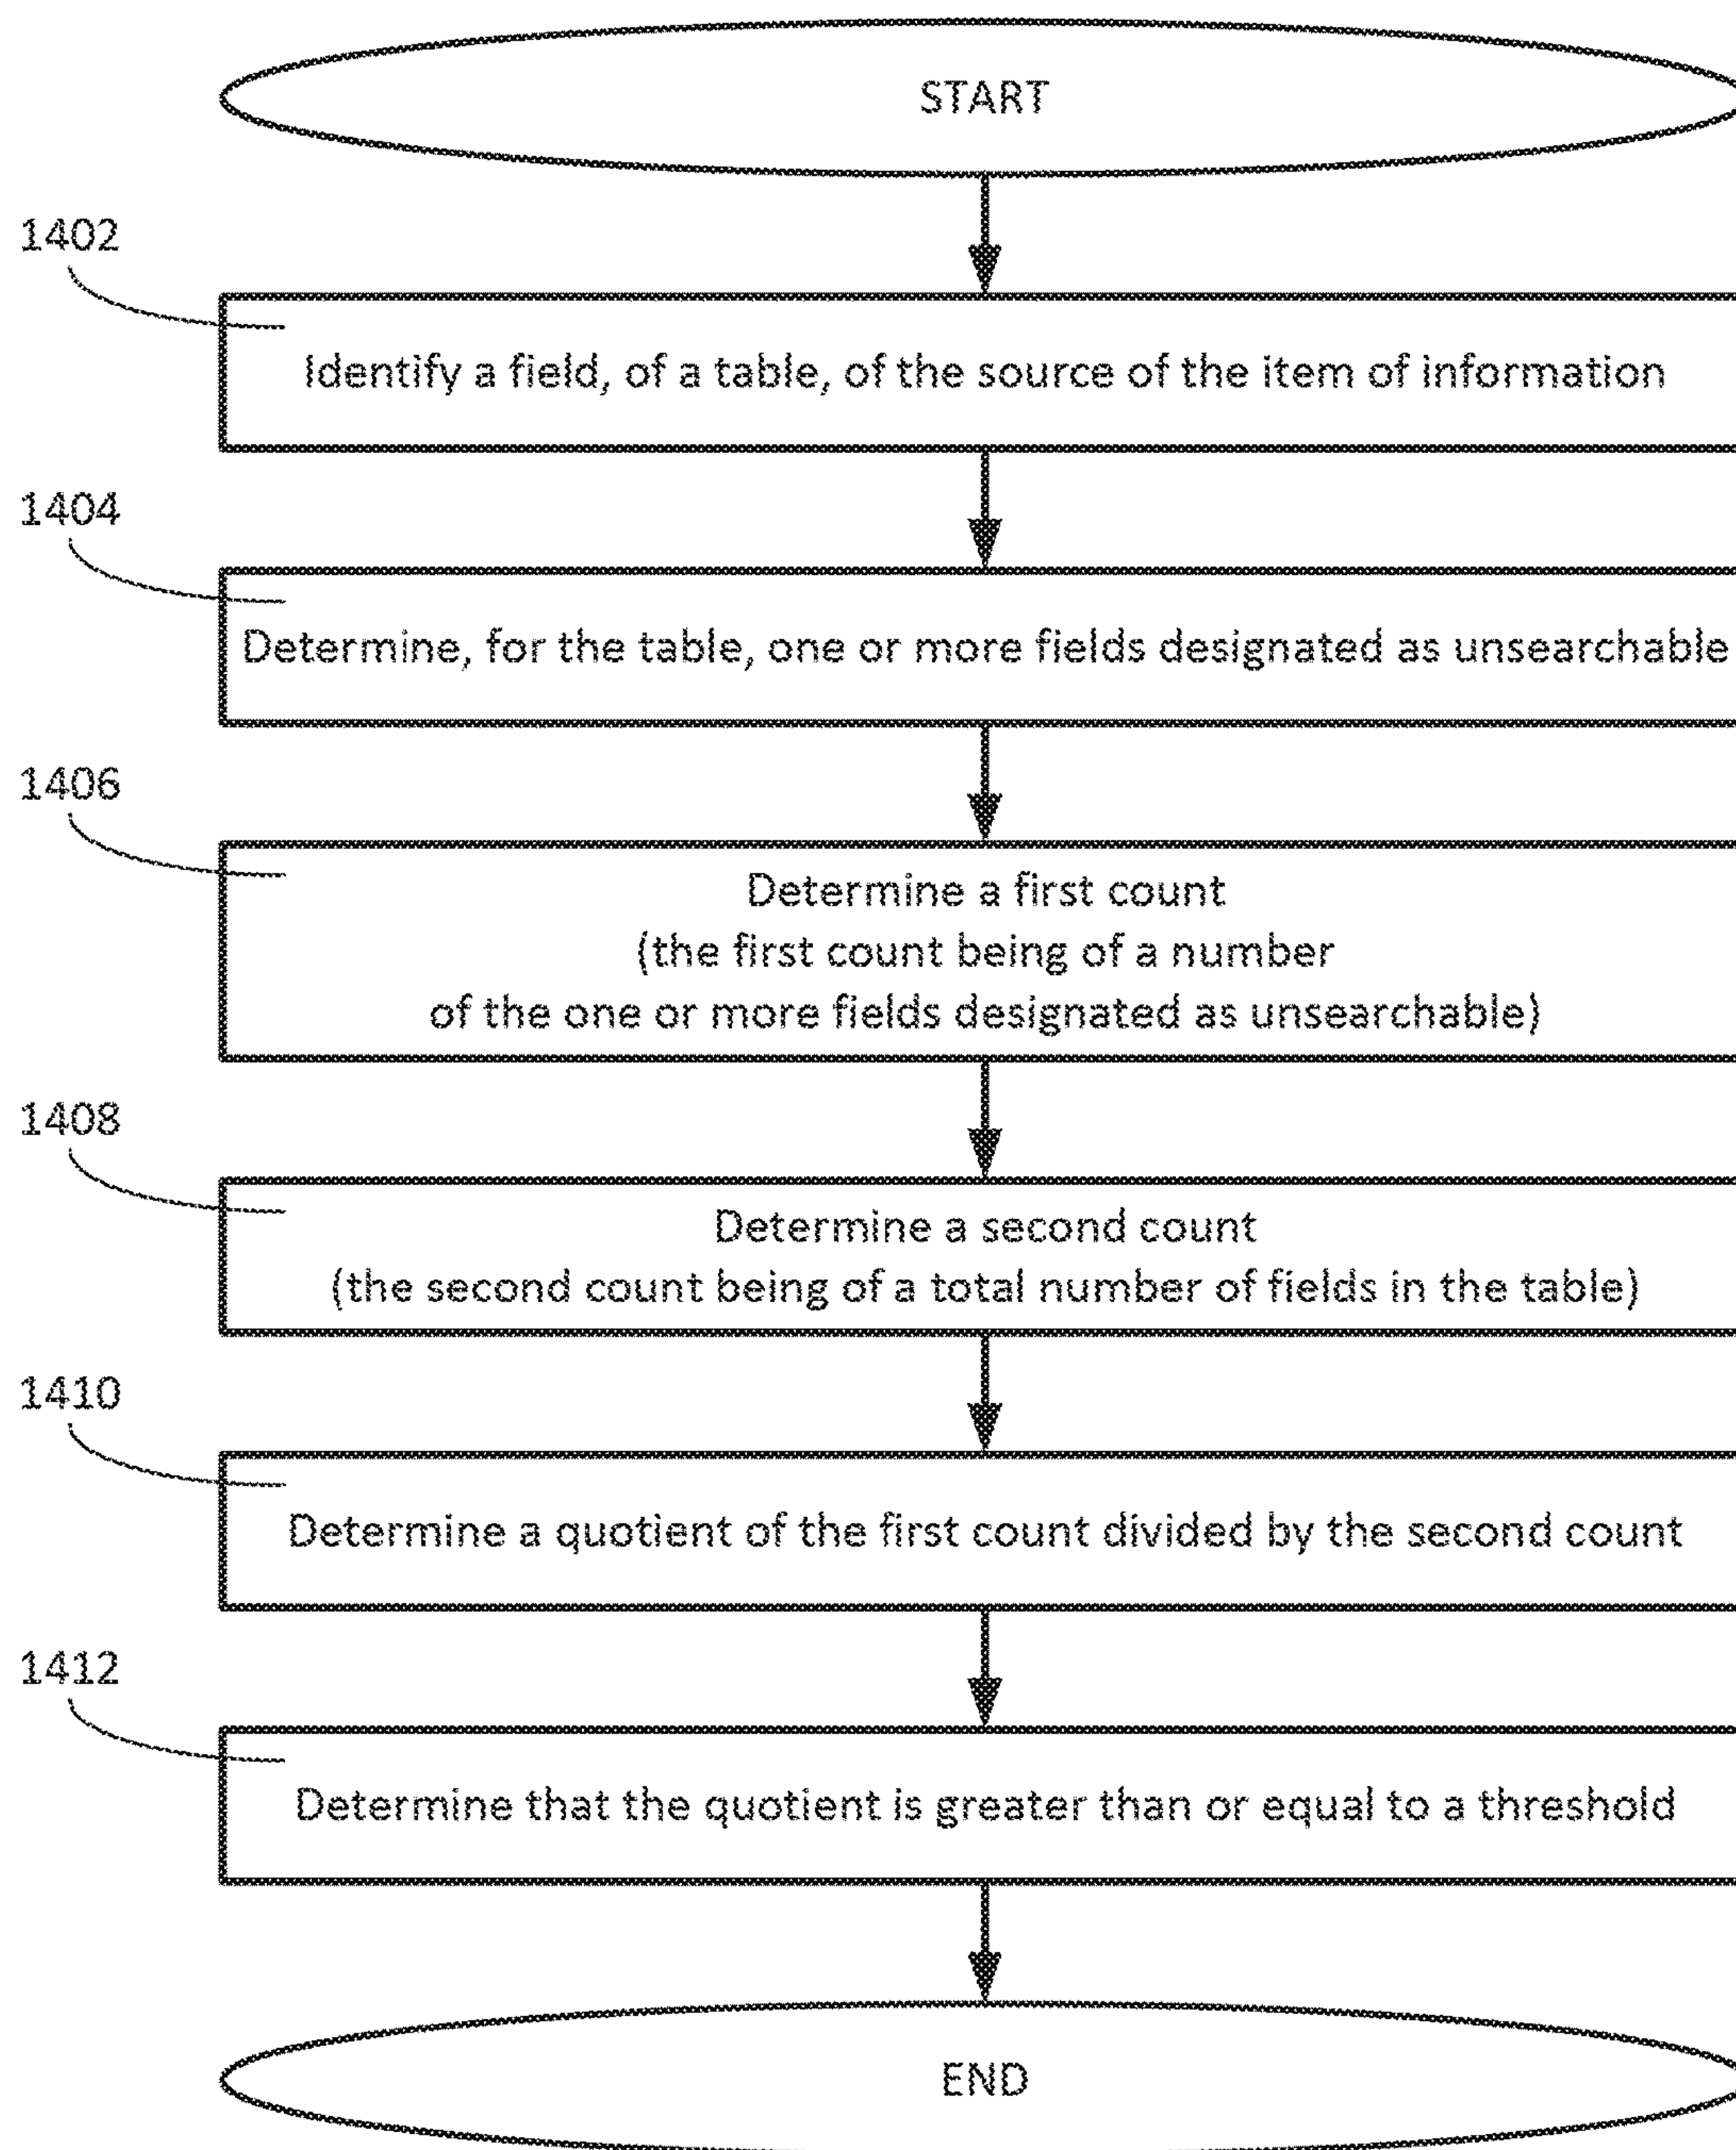 START
1402
Identify a field, of a table, of the source of the item of information
1404
Determine, for the table, one or more fields designated as unsearchable
1406
Determine a first count
(the first count being of a number
of the one or more fields designated as unsearchable)
1408
Determine a second count
(the second count being of a total number of fields in the table)
1410
Determine a quotient of the first count divided by the second count
1412
Determine that the quotient is greater than or equal to a threshold
END